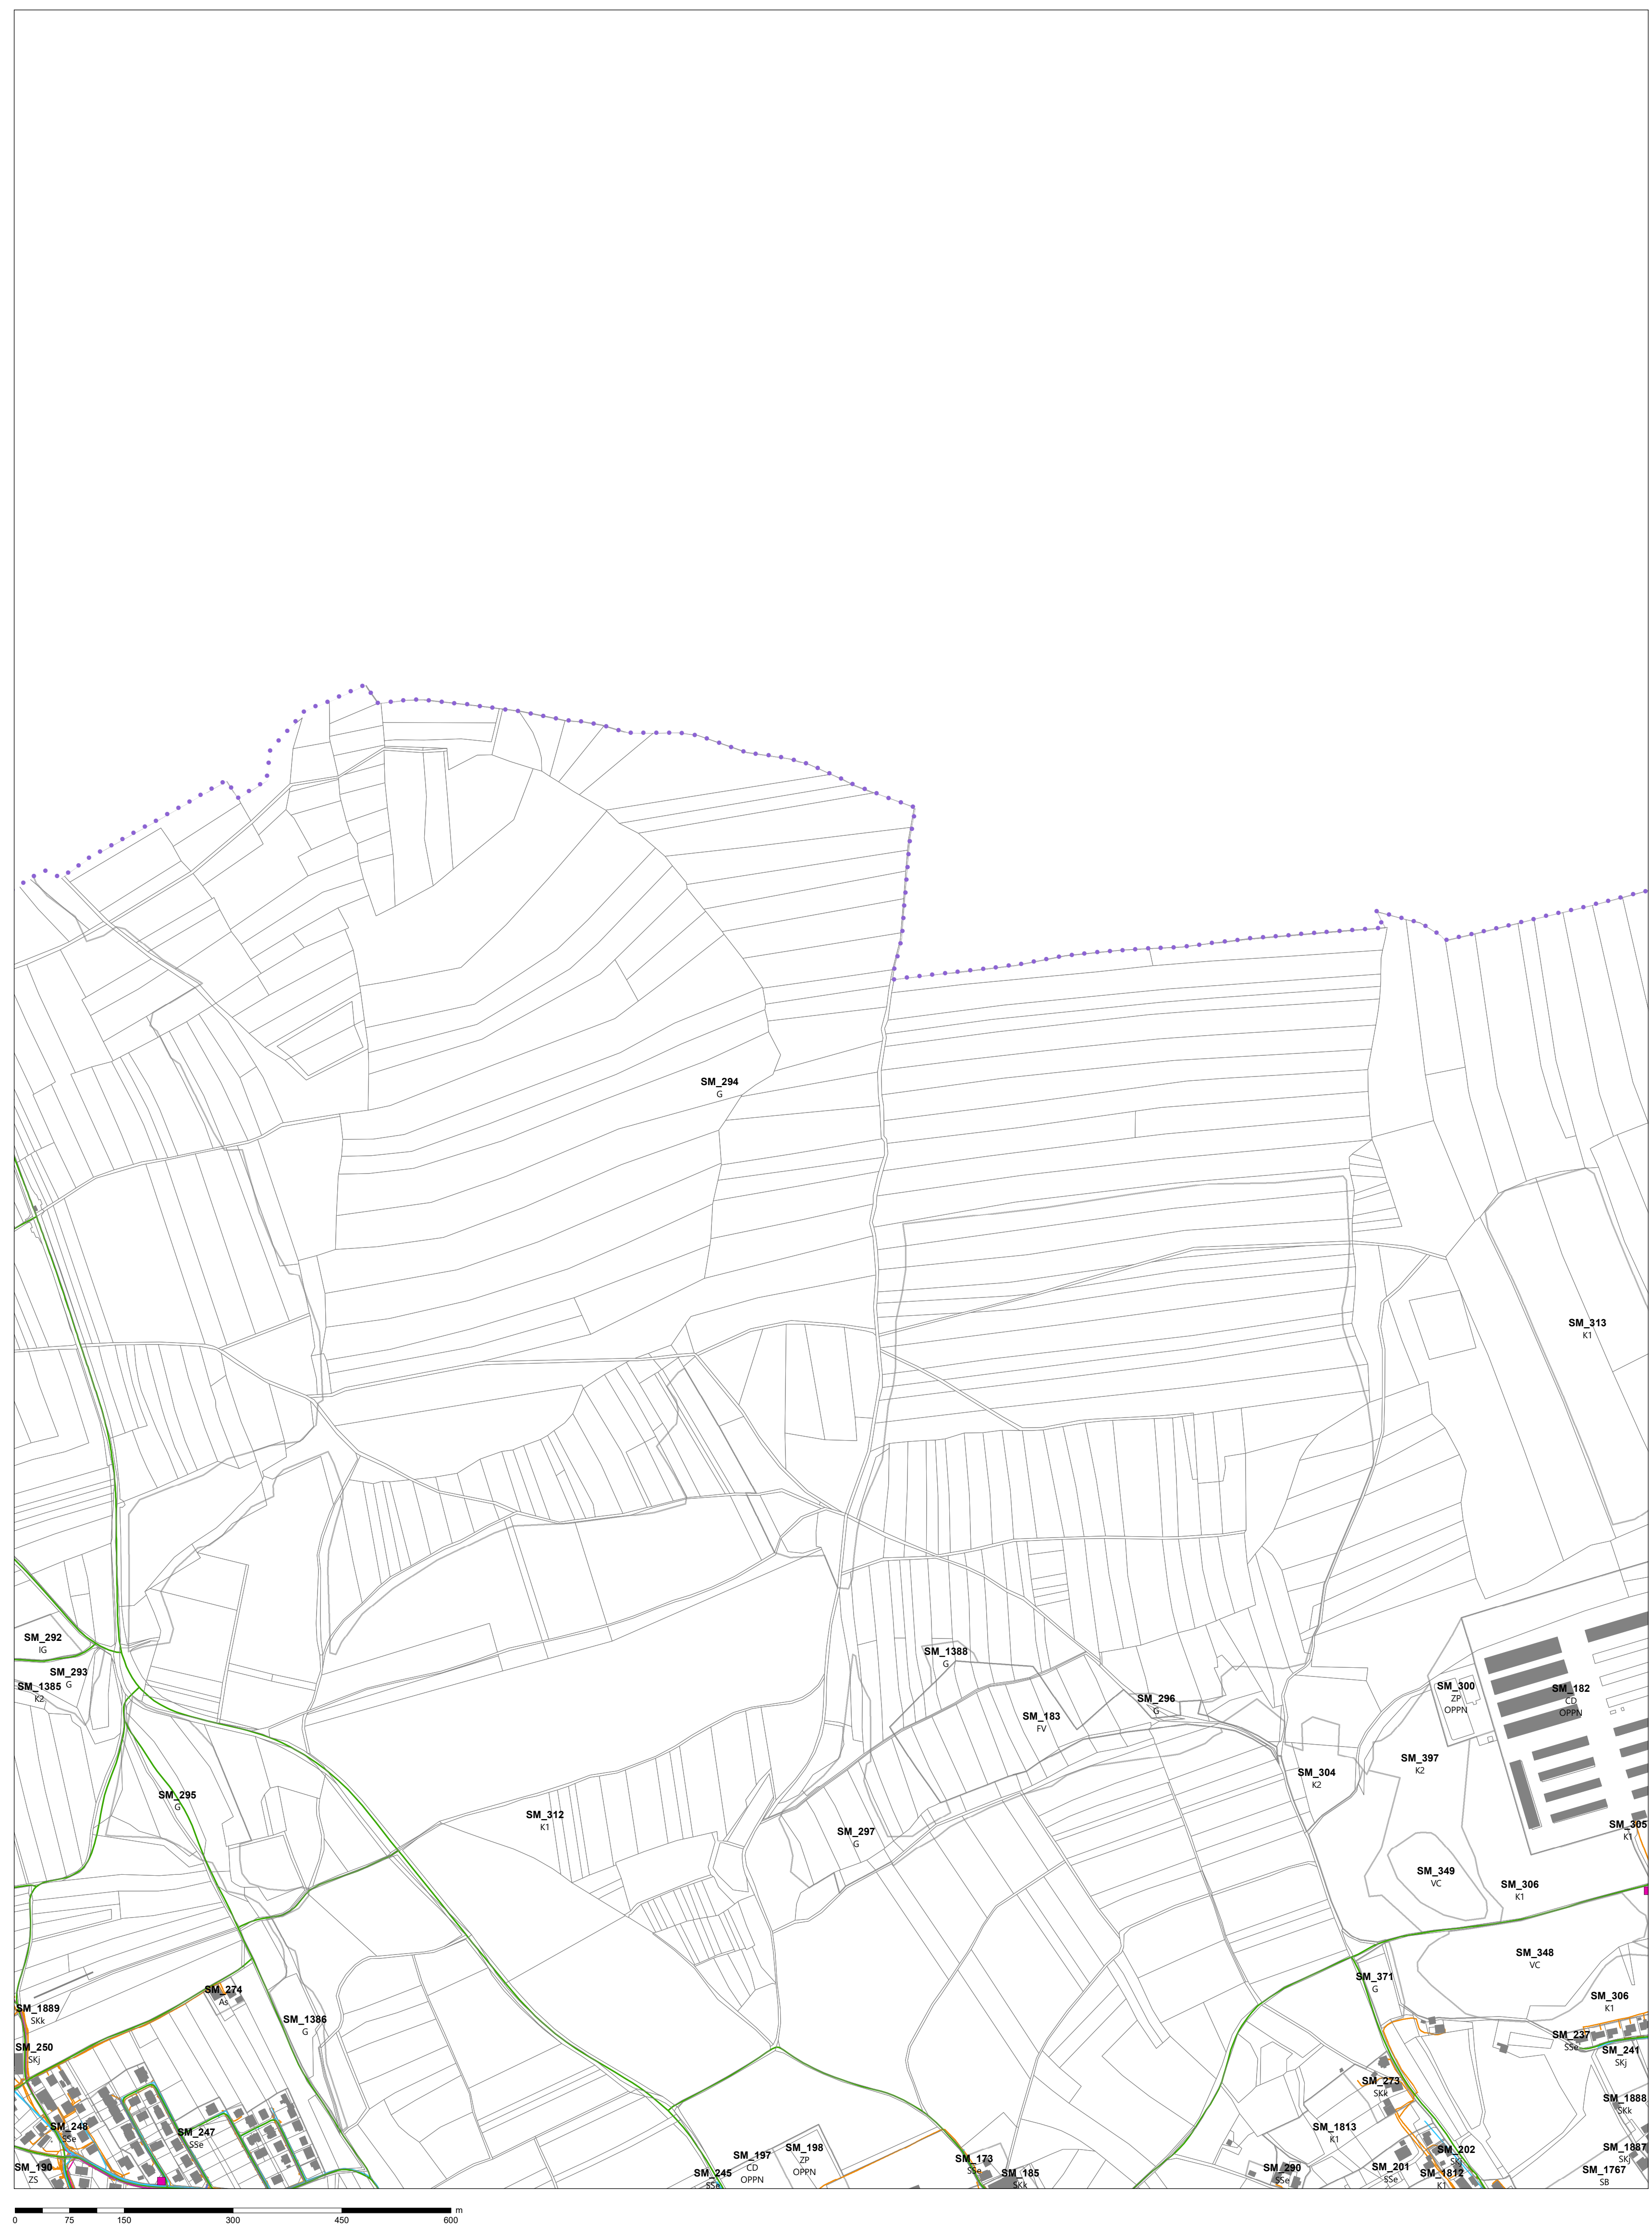 SM_294
G
SM_313
K1
SM_292
IG
SM_293
G
SM_1385
K2
SM_1388
G
SM_296
G
SM_183
FV
SM_300
ZP
OPPN
SM_182
CD
OPPN
SM_397
K2
SM_304
K2
SM_295
G
SM_312
K1
SM_297
G
SM_305
K1
SM_349
VC
SM_306
K1
SM_348
VC
SM_371
G
SM_274
As
SM_1889
SKk
SM_1386
G
SM_306
K1
SM_250
SKj
SM_237
SSe
SM_241
SKj
SM_273
SKk
SM_1888
SKk
SM_248
SSe
SM_247
SSe
SM_1813
K1
SM_190
ZS
SM_245
SSe
SM_197
CD
OPPN
SM_198
ZP
OPPN
SM_173
SSe
SM_185
SKk
SM_290
SSe
SM_201
SSe
SM_202
SKj
SM_1812
K1
SM_1887
SKj
SM_1767
SB
m
0 75 150 300 450 600